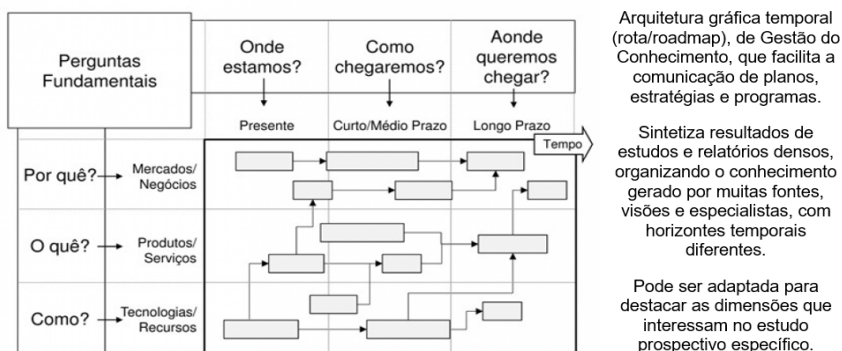 Perguntas
Fundamentais
Onde
estamos?
Como
chegaremos?
Aonde
queremos
chegar?
Presente
Curto/Médio Prazo
Longo Prazo
Tempo
Por quê?
Mercados/
Negócios
O quê?
Produtos/
Serviços
Como?
Tecnologias/
Recursos
Arquitetura gráfica temporal
(rota/roadmap), de Gestão do
Conhecimento, que facilita a
comunicação de planos,
estratégias e programas.
Sintetiza resultados de
estudos e relatórios densos,
organizando o conhecimento
gerado por muitas fontes,
visões e especialistas, com
horizontes temporais
diferentes.
Pode ser adaptada para
destacar as dimensões que
interessam no estudo
prospectivo específico.